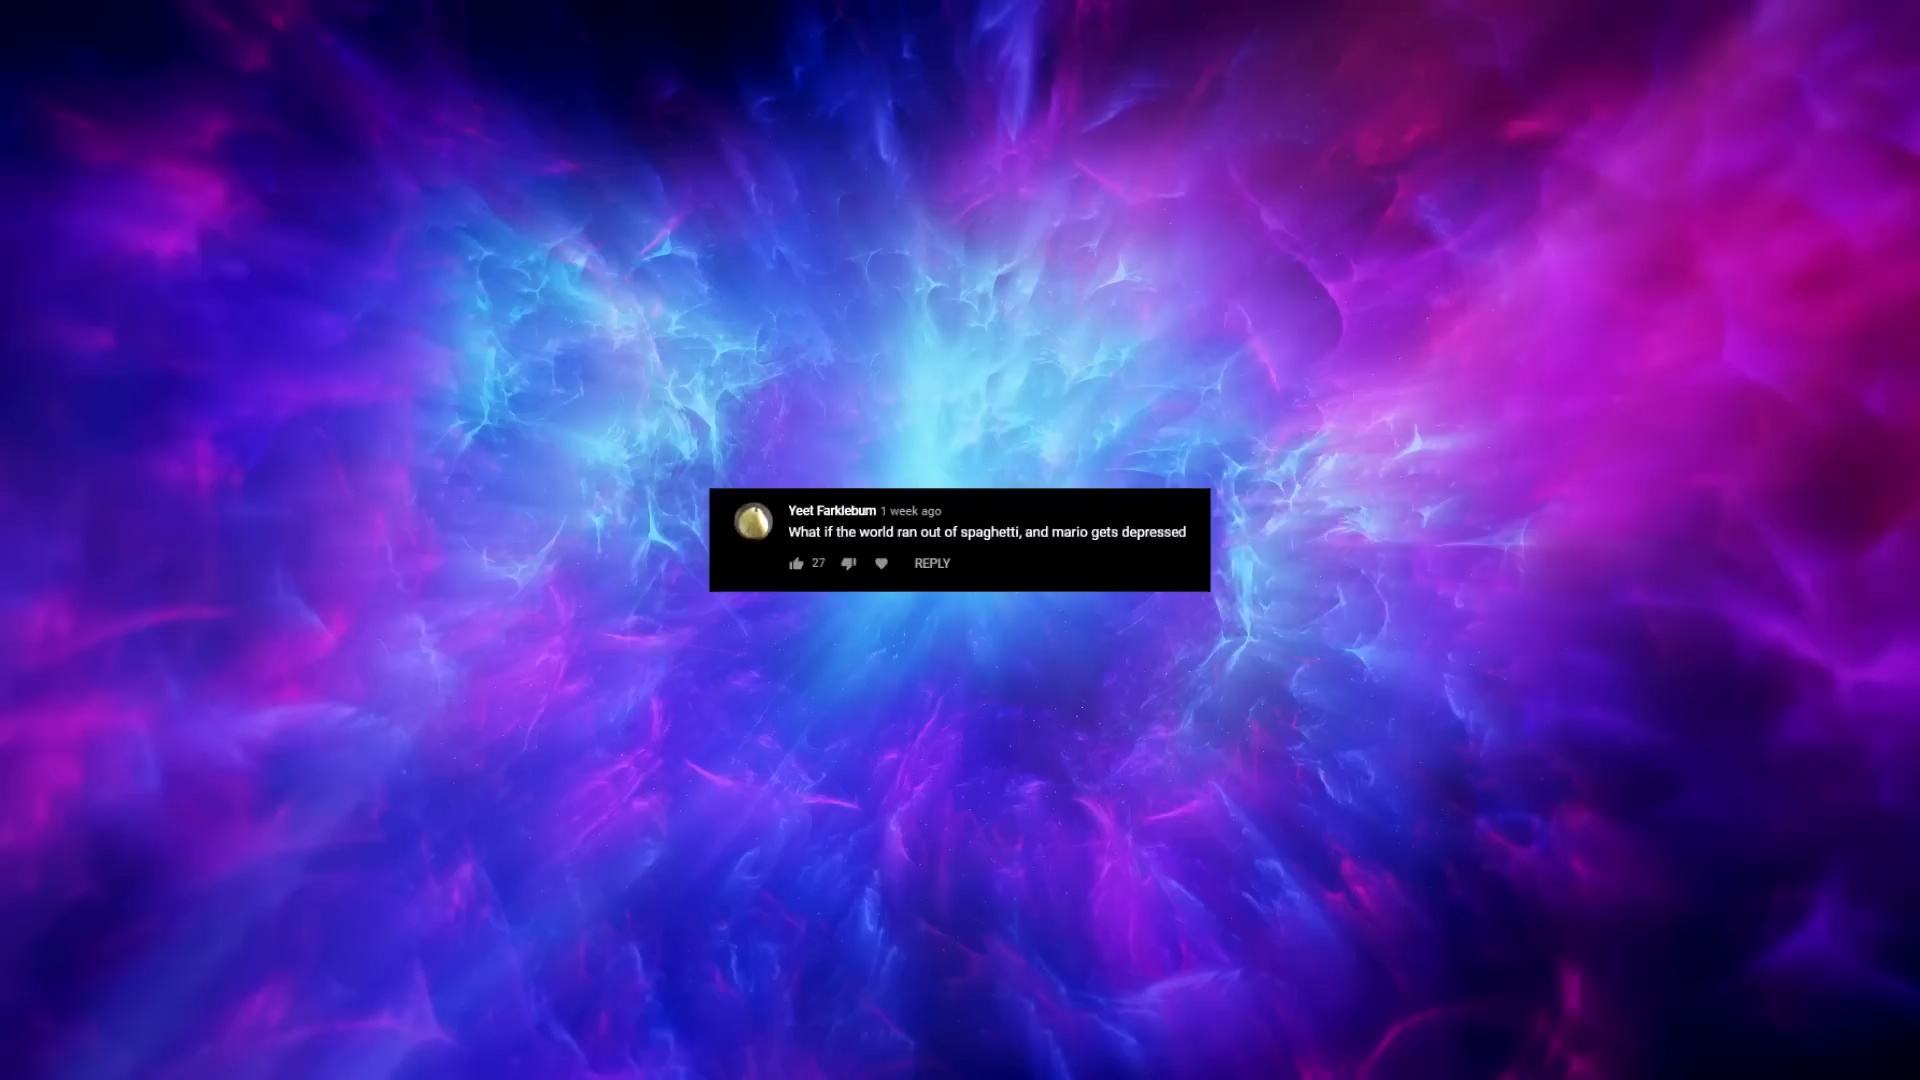 Yeet Farklebum 1 week ago
What if the world ran out of spaghetti, and mario gets depressed
27 REPLY